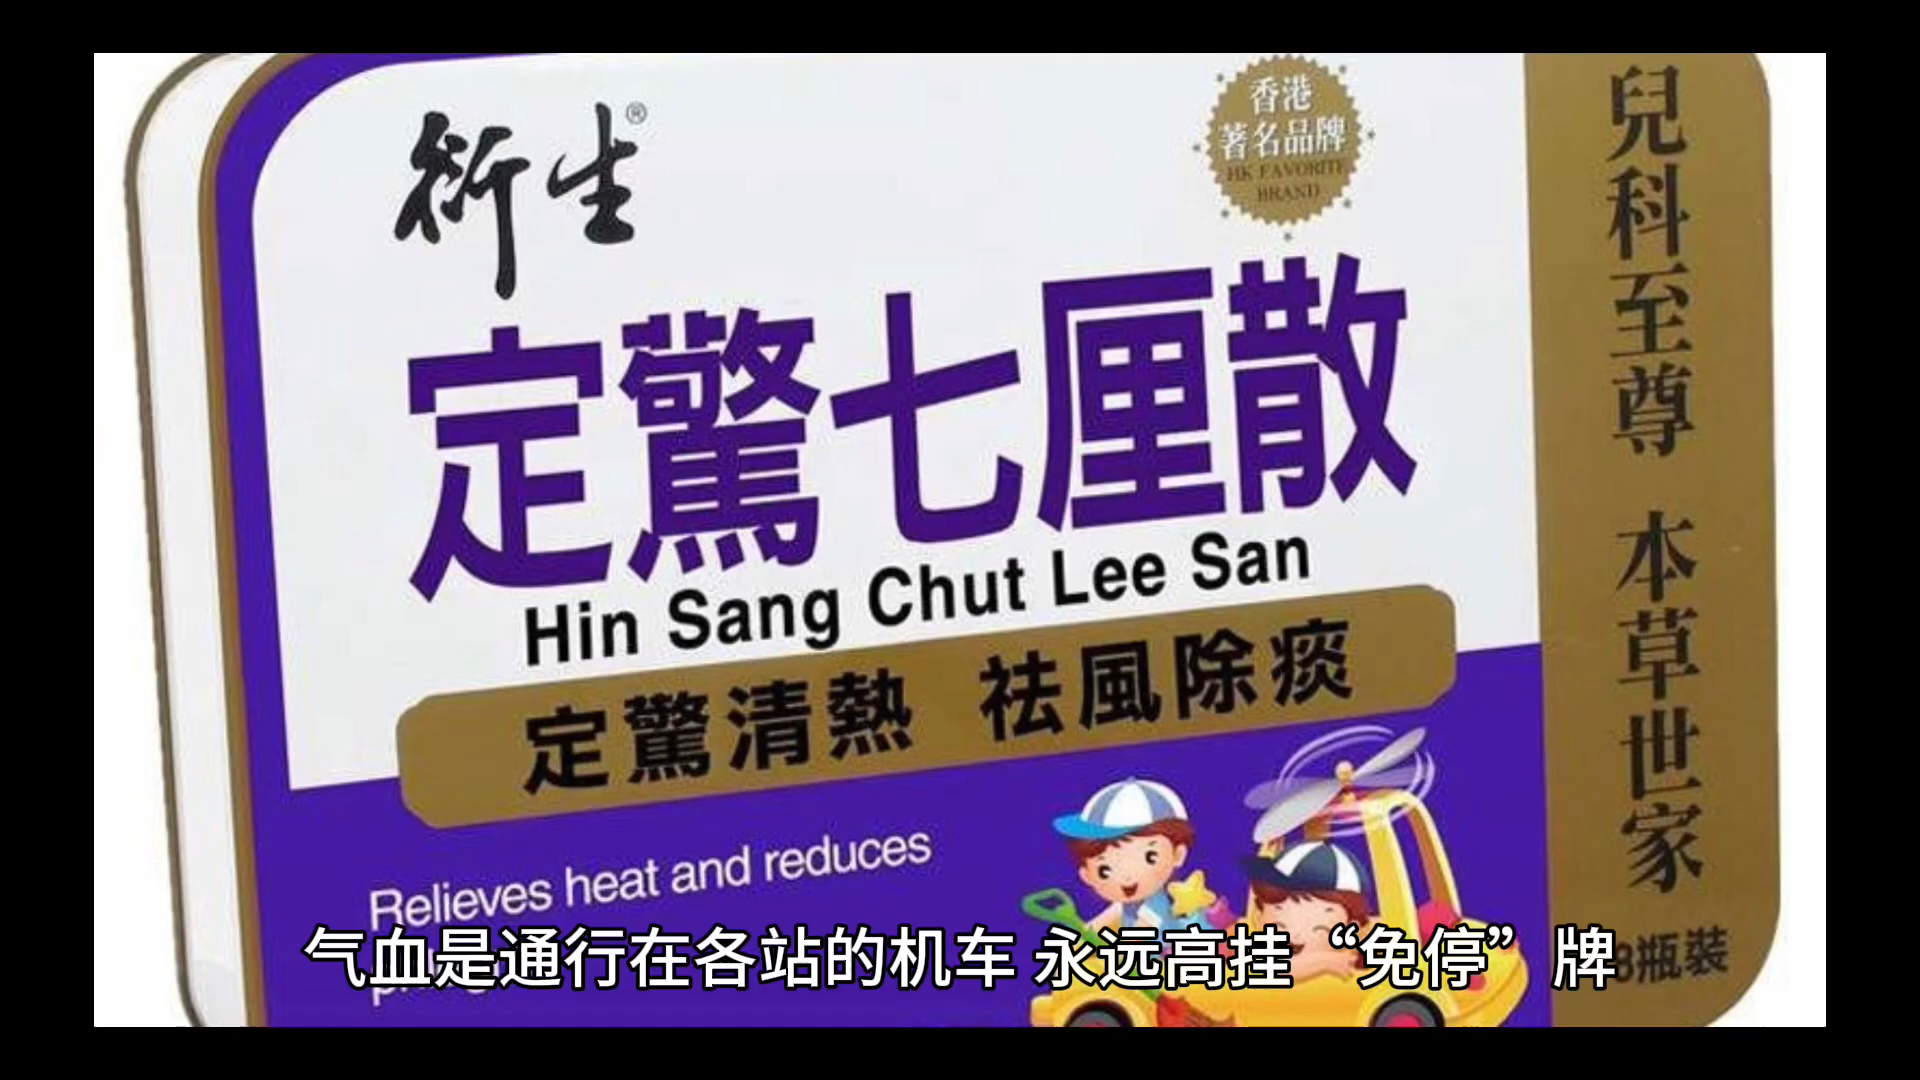 衍生®
香港
著名品牌
HK FAVORITE
BRAND
定驚七厘散
Hin Sang Chut Lee San
定驚清熱 祛風除痰
Relieves heat and reduces
兒科至尊 本草世家
瓶裝
气血是通行在各站的机车 永远高挂“免停”牌